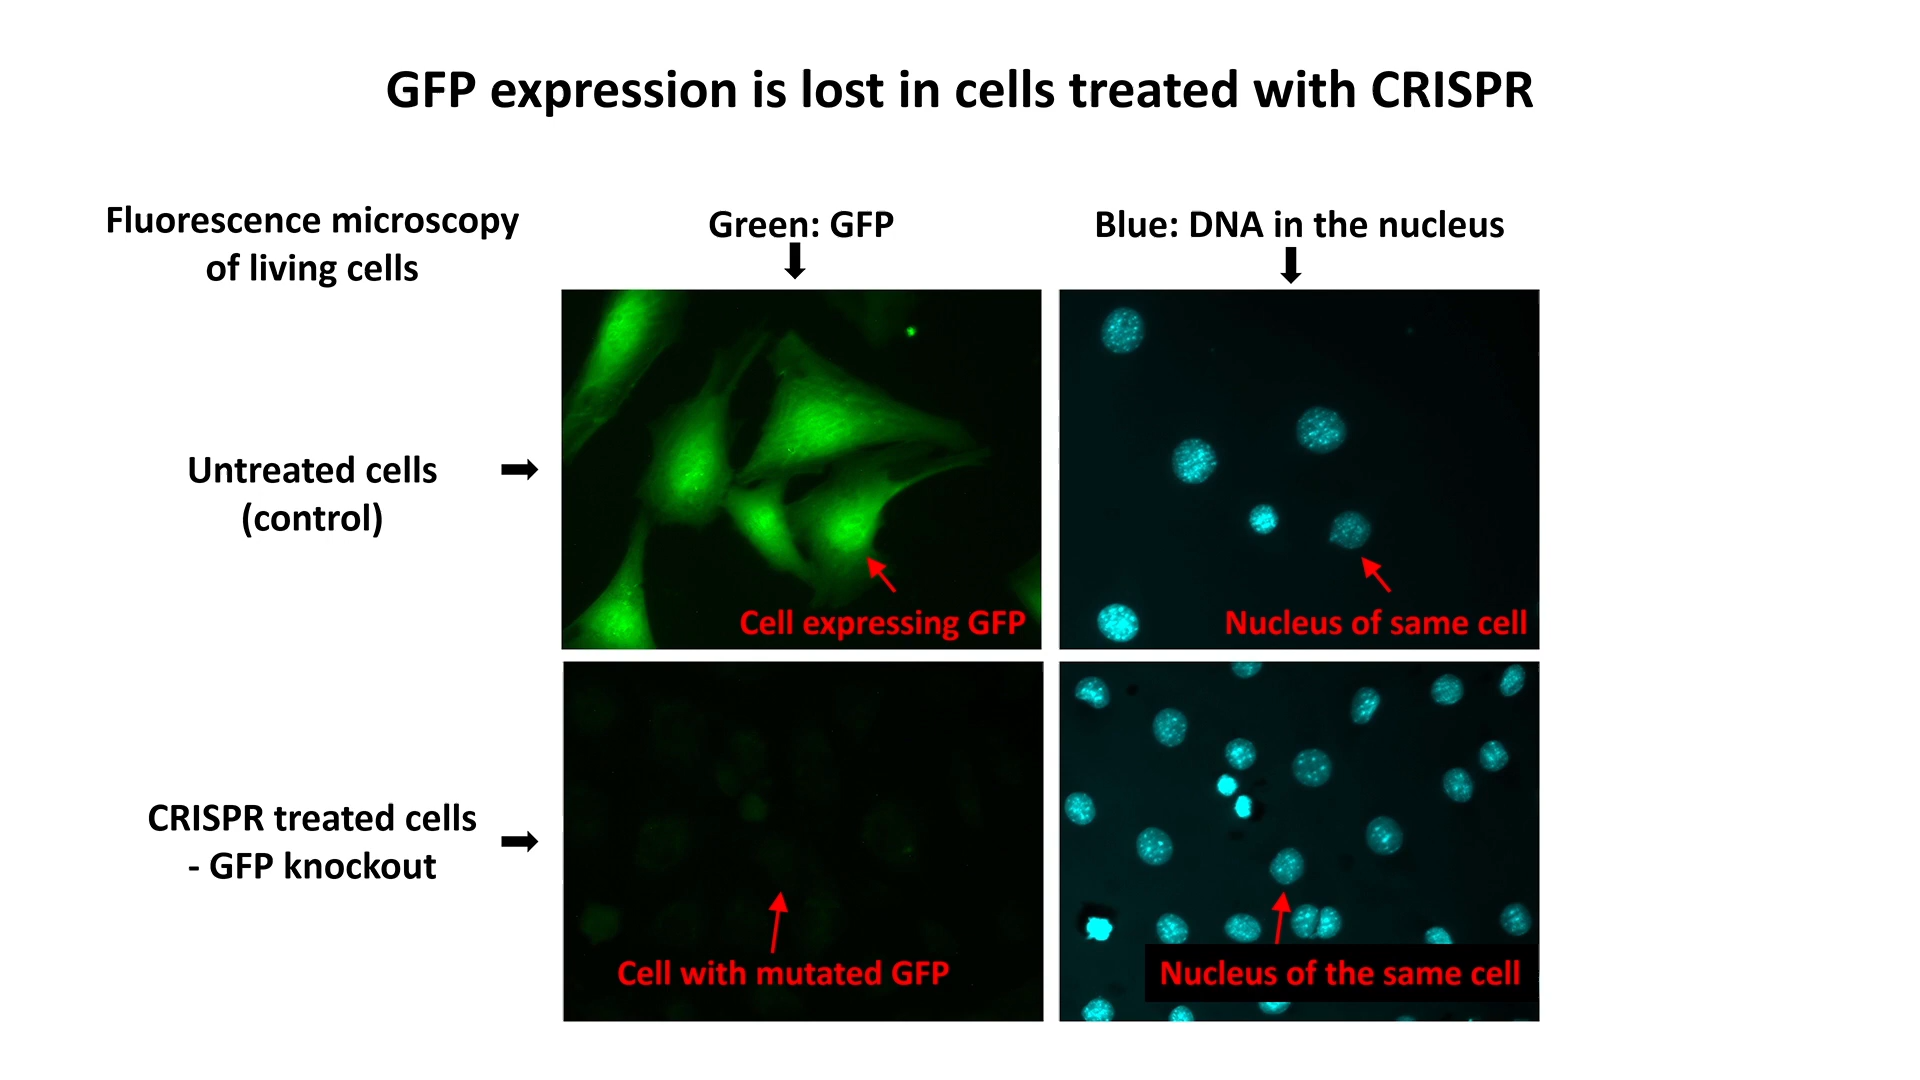 GFP expression is lost in cells treated with CRISPR
Fluorescence microscopy
of living cells
Green: GFP
Blue: DNA in the nucleus
Untreated cells
(control)
Cell expressing GFP
Nucleus of same cell
CRISPR treated cells
- GFP knockout
Cell with mutated GFP
Nucleus of the same cell